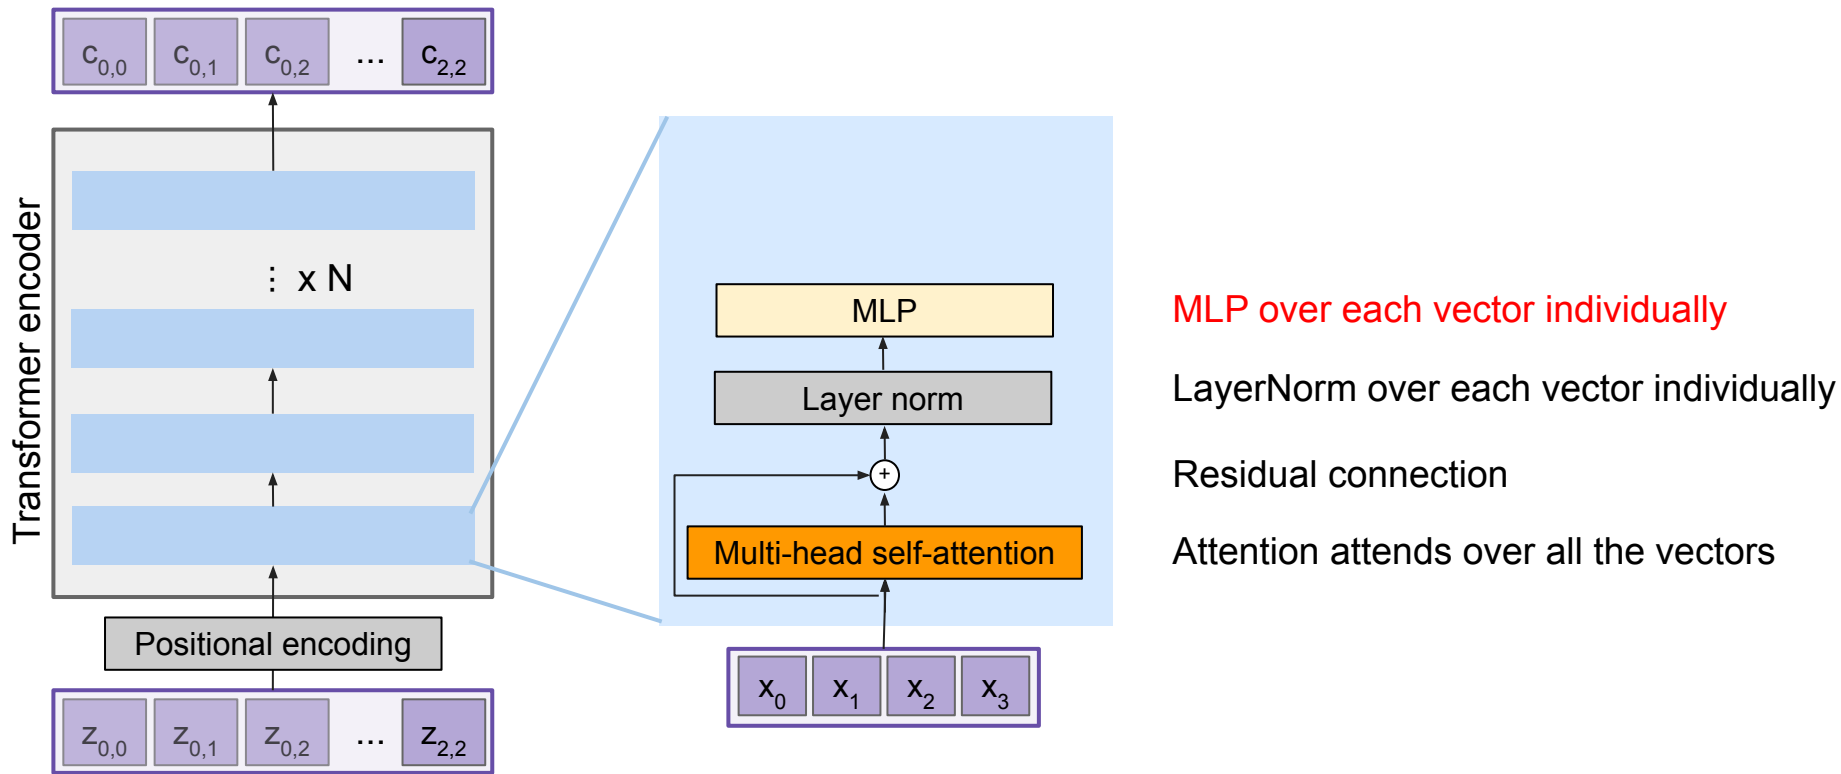 c0,0 c0,1 c0,2 ... c2,2
Transformer encoder
⋮ x N
Positional encoding
z0,0 z0,1 z0,2 ... z2,2
MLP
Layer norm
+
Multi-head self-attention
x0 x1 x2 x3
MLP over each vector individually
LayerNorm over each vector individually
Residual connection
Attention attends over all the vectors